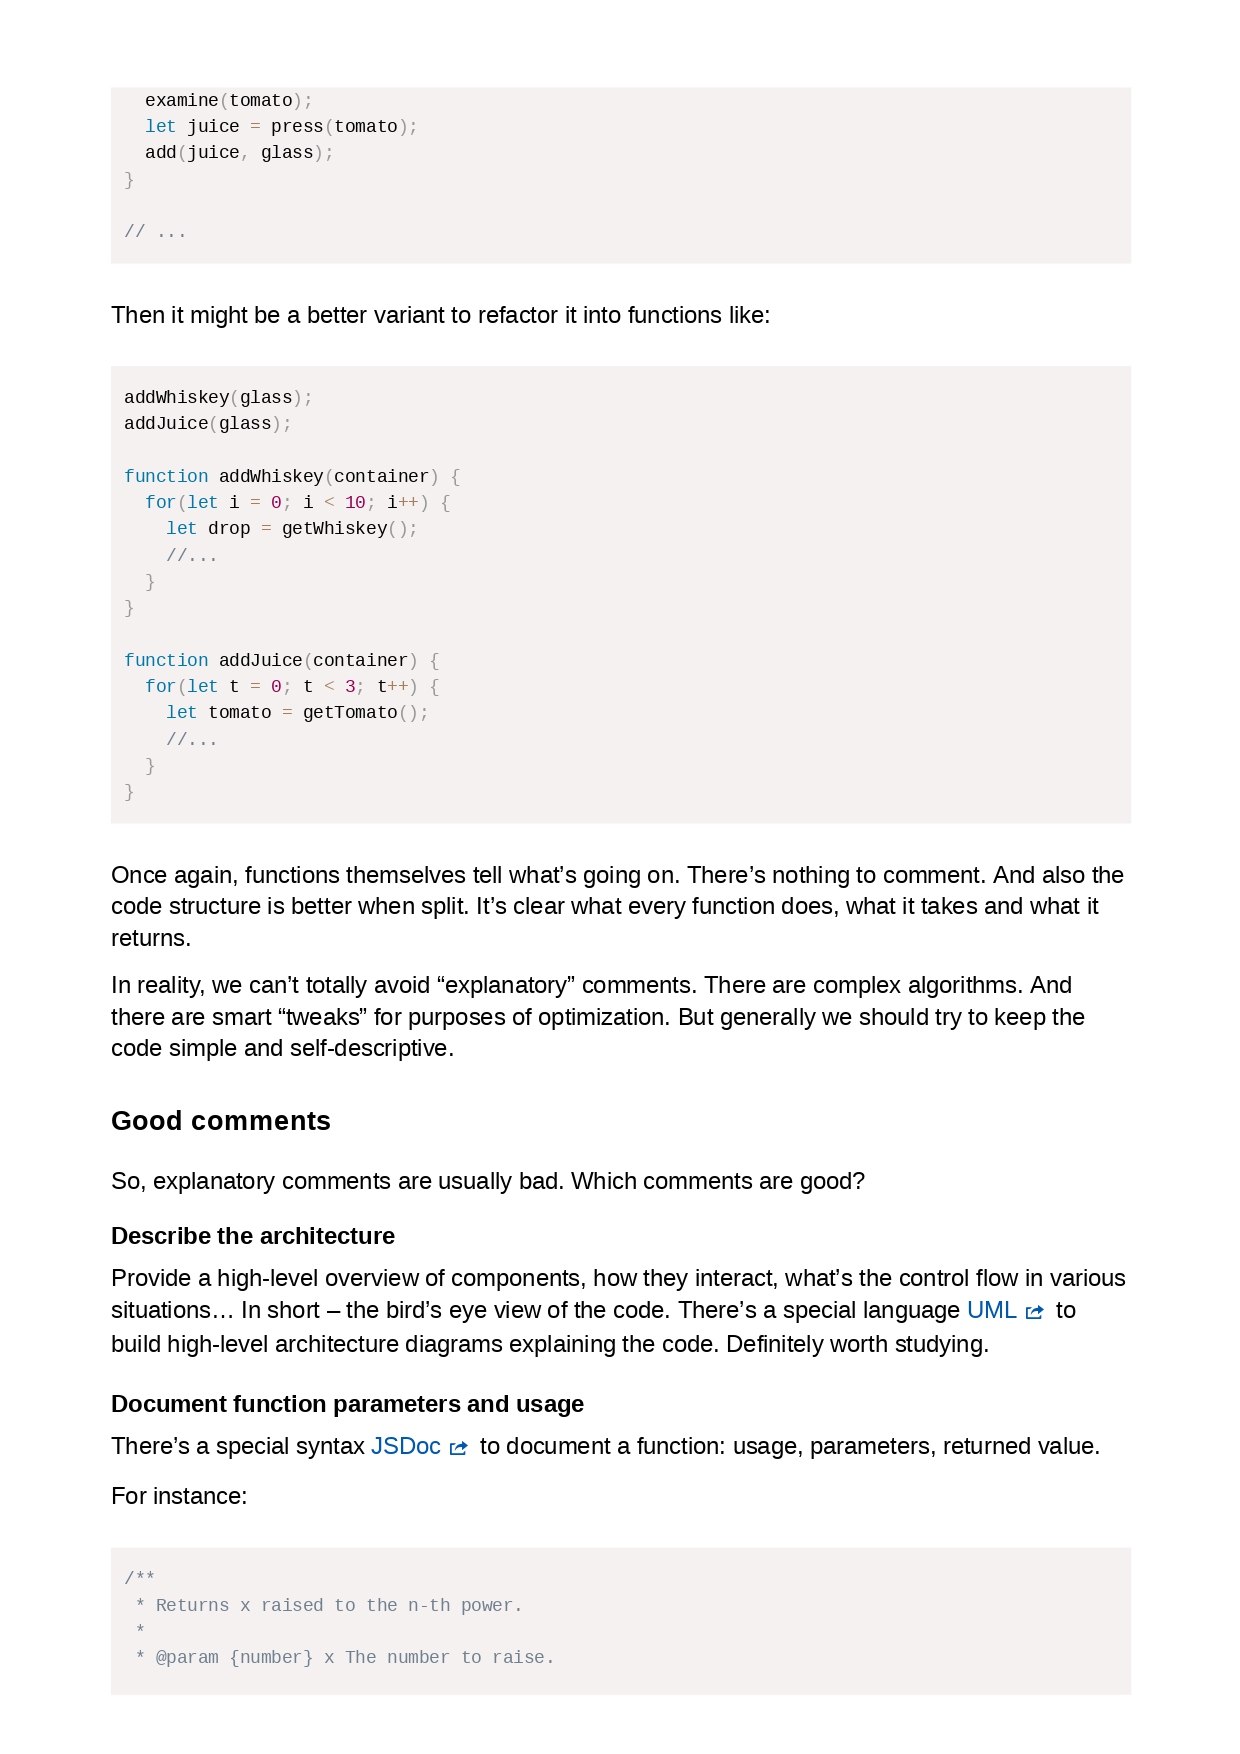 examine(tomato);
  let juice = press(tomato);
  add(juice, glass);
}

// ...

Then it might be a better variant to refactor it into functions like:

addWhiskey(glass);
addJuice(glass);

function addWhiskey(container) {
  for(let i = 0; i < 10; i++) {
    let drop = getWhiskey();
    //...
  }
}

function addJuice(container) {
  for(let t = 0; t < 3; t++) {
    let tomato = getTomato();
    //...
  }
}

Once again, functions themselves tell what’s going on. There’s nothing to comment. And also the
code structure is better when split. It’s clear what every function does, what it takes and what it
returns.

In reality, we can’t totally avoid “explanatory” comments. There are complex algorithms. And
there are smart “tweaks” for purposes of optimization. But generally we should try to keep the
code simple and self-descriptive.

Good comments

So, explanatory comments are usually bad. Which comments are good?

Describe the architecture

Provide a high-level overview of components, how they interact, what’s the control flow in various
situations… In short – the bird’s eye view of the code. There’s a special language UML to
build high-level architecture diagrams explaining the code. Definitely worth studying.

Document function parameters and usage

There’s a special syntax JSDoc to document a function: usage, parameters, returned value.

For instance:

/**
 * Returns x raised to the n-th power.
 *
 * @param {number} x The number to raise.